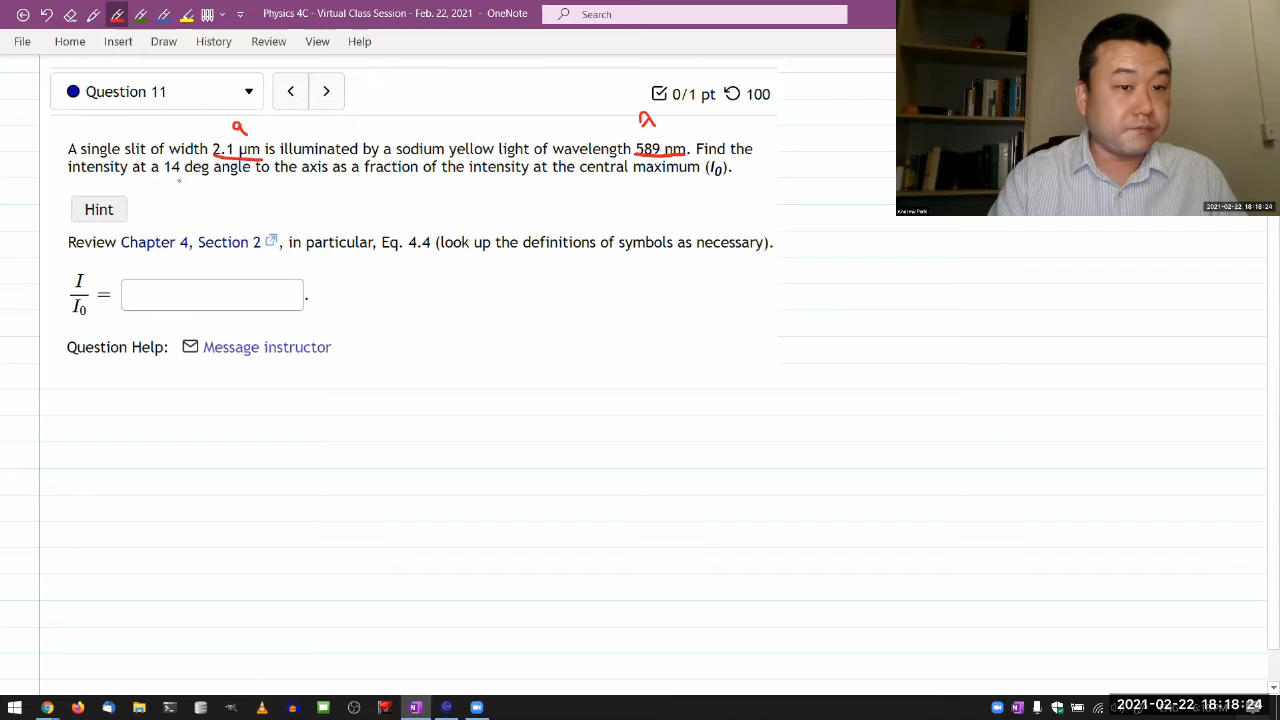 Physics 4C - Virtual Class Session - Feb. 22, 2021 - OneNote
Search
File Home Insert Draw History Review View Help
Question 11
0/1 pt 100
a
λ
A single slit of width 2.1 µm is illuminated by a sodium yellow light of wavelength 589 nm. Find the
intensity at a 14 deg angle to the axis as a fraction of the intensity at the central maximum (I0).
Hint
Review Chapter 4, Section 2, in particular, Eq. 4.4 (look up the definitions of symbols as necessary).
I
I0
= .
Question Help: Message instructor
Andrew Park
2021-02-22 18:18:24
2021-02-22 18:18:24